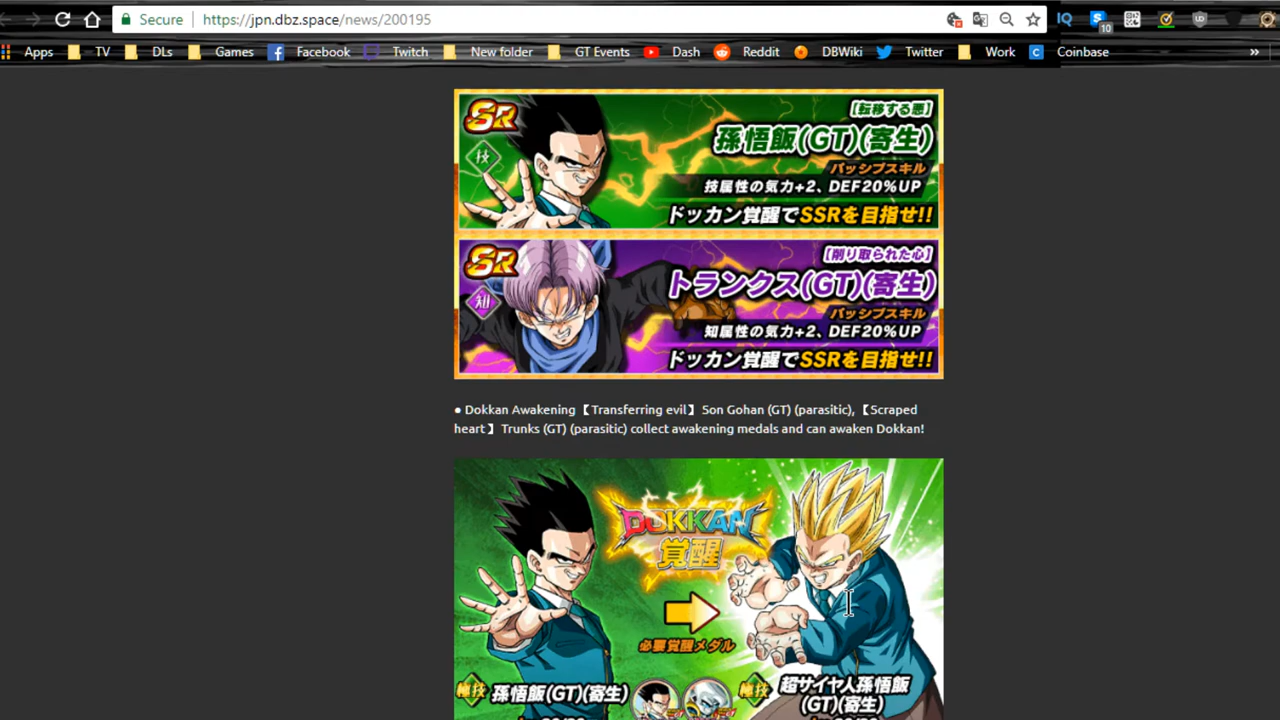 Secure https://jpn.dbz.space/news/200195
10
Apps TV DLs Games Facebook Twitch New folder GT Events Dash Reddit DBWiki Twitter Work Coinbase »
SR
【転移する悪】
技
孫悟飯(GT)(寄生)
パッシブスキル
技属性の気力+2、DEF20%UP
ドッカン覚醒でSSRを目指せ!!
SR
【削り取られた心】
知
トランクス(GT)(寄生)
パッシブスキル
知属性の気力+2、DEF20%UP
ドッカン覚醒でSSRを目指せ!!
● Dokkan Awakening 【Transferring evil】 Son Gohan (GT) (parasitic), 【Scraped
heart】 Trunks (GT) (parasitic) collect awakening medals and can awaken Dokkan!
DOKKAN
覚醒
必要覚醒メダル
極技 孫悟飯(GT)(寄生)
極技 超サイヤ人孫悟飯
(GT)(寄生)